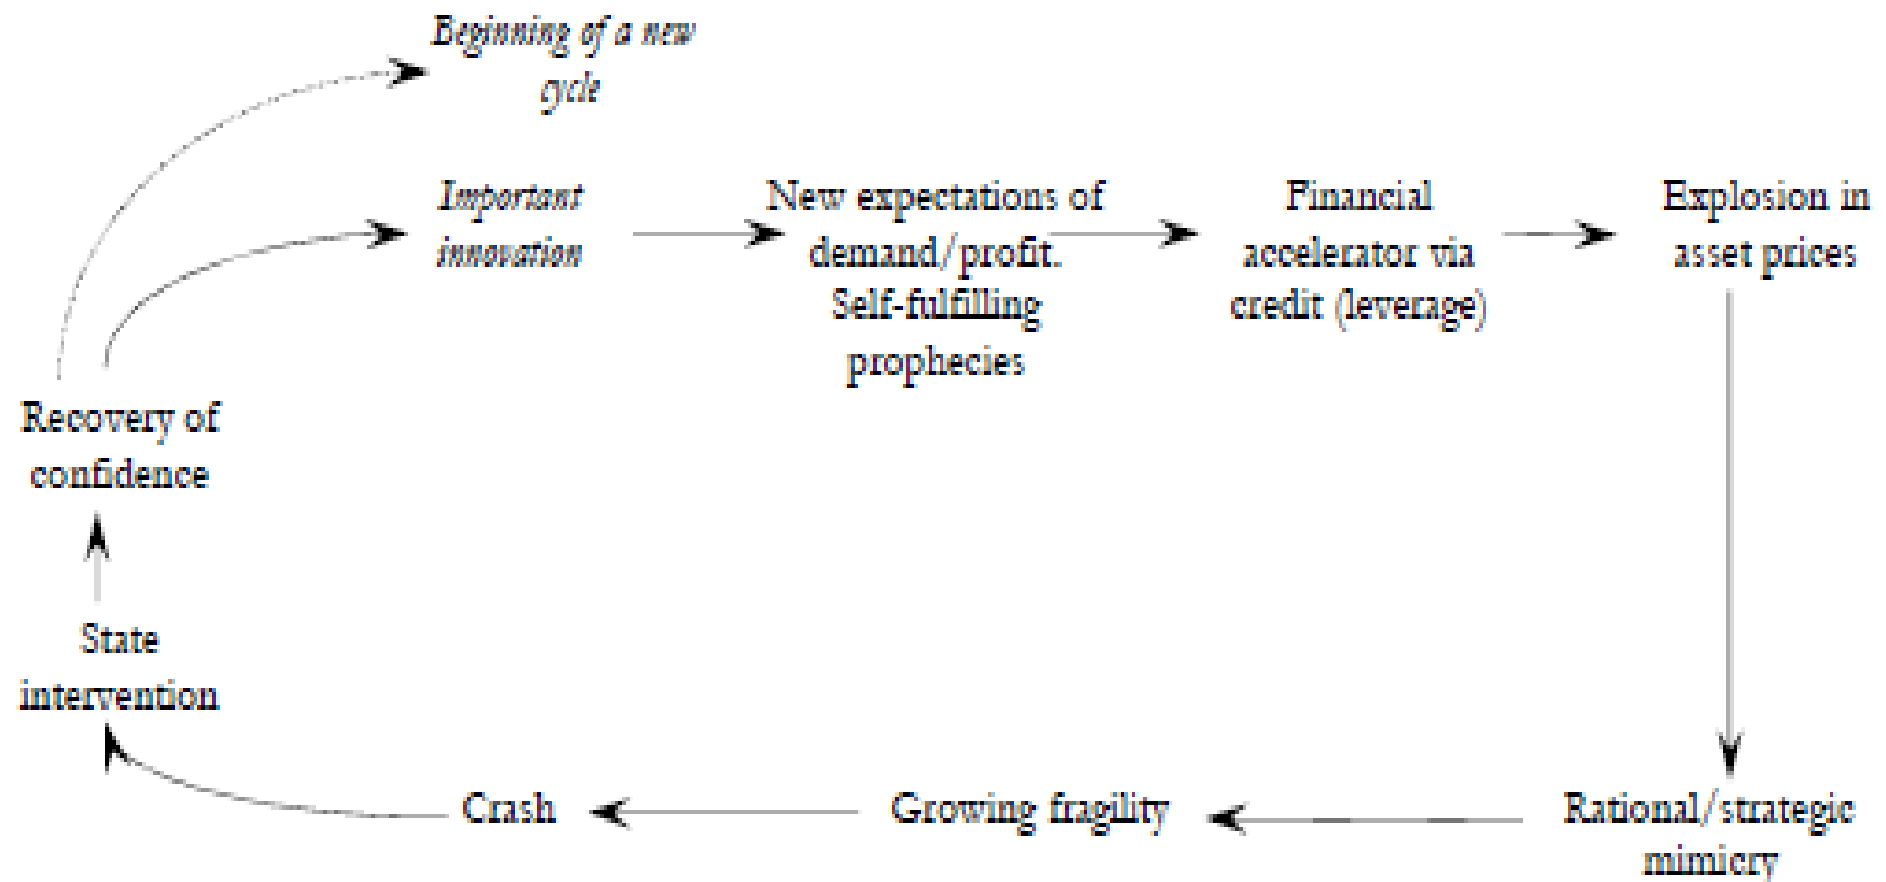 Beginning of a new
cycle
Important
innovation
New expectations of
demand/profit.
Self-fulfilling
prophecies
Financial
accelerator via
credit (leverage)
Explosion in
asset prices
Recovery of
confidence
State
intervention
Crash
Growing fragility
Rational/strategic
mimicry